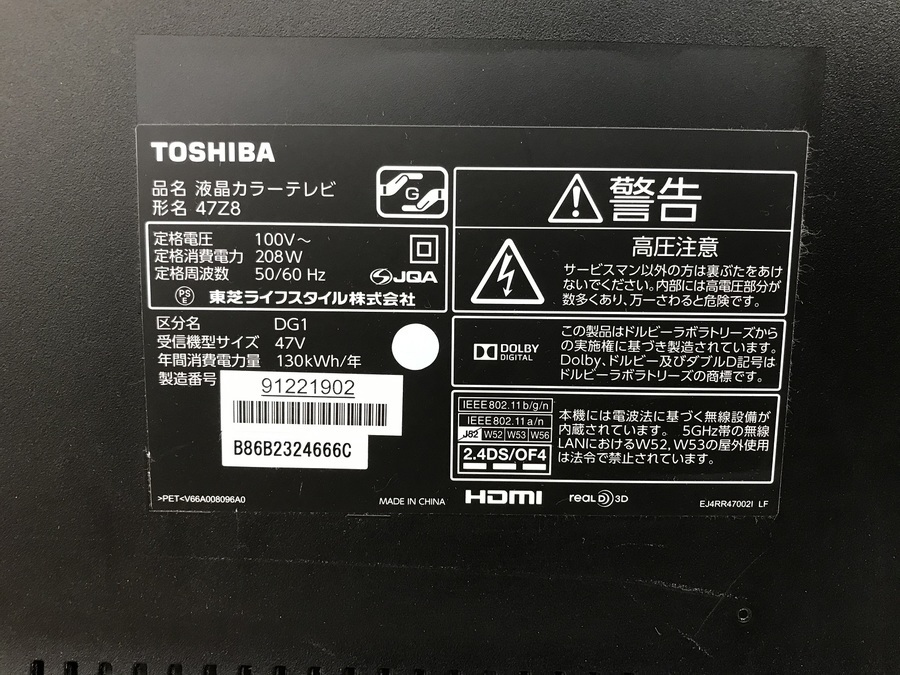 TOSHIBA
品名 液晶カラーテレビ
形名 47Z8
G
定格電圧 100V～
定格消費電力 208W
定格周波数 50/60 Hz
JQA
PS
E
東芝ライフスタイル株式会社
区分名 DG1
受信機型サイズ 47V
年間消費電力量 130kWh/年
製造番号
91221902
B86B2324666C
>PET<V66A008096A0
MADE IN CHINA
警告
高圧注意
サービスマン以外の方は裏ぶたをあけ
ないでください。内部には高電圧部分が
数多くあり、万一さわると危険です。
DOLBY
DIGITAL
この製品はドルビーラボラトリーズから
の実施権に基づき製造されています。
Dolby、ドルビー及びダブルD記号は
ドルビーラボラトリーズの商標です。
IEEE802.11b/g/n
IEEE802.11a/n
J52 W52 W53 W56
2.4DS/OF4
本機には電波法に基づく無線設備が
内蔵されています。 5GHz帯の無線
LANにおけるW52、W53の屋外使用
は法令で禁止されています。
HDMI
REAL D 3D
EJ4RR47002I LF